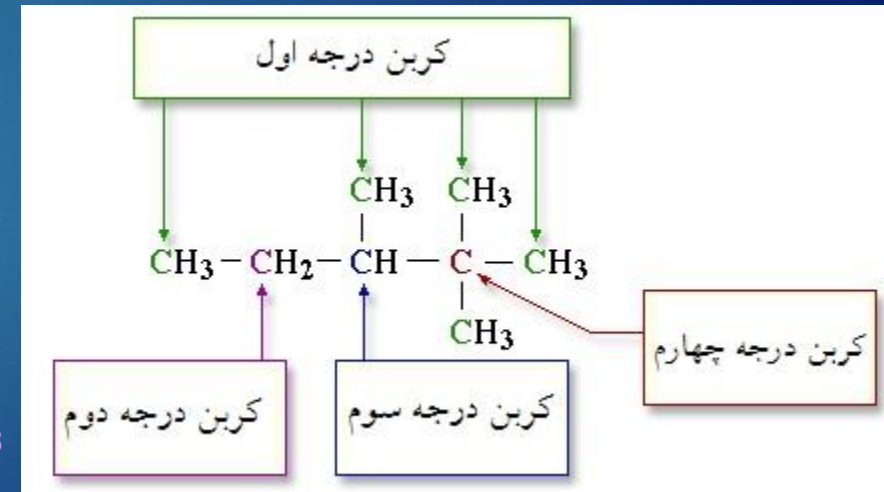 کربن درجه اول
CH3 CH3
CH3-CH2-CH-C-CH3
CH3
کربن درجه چهارم
کربن درجه سوم
کربن درجه دوم